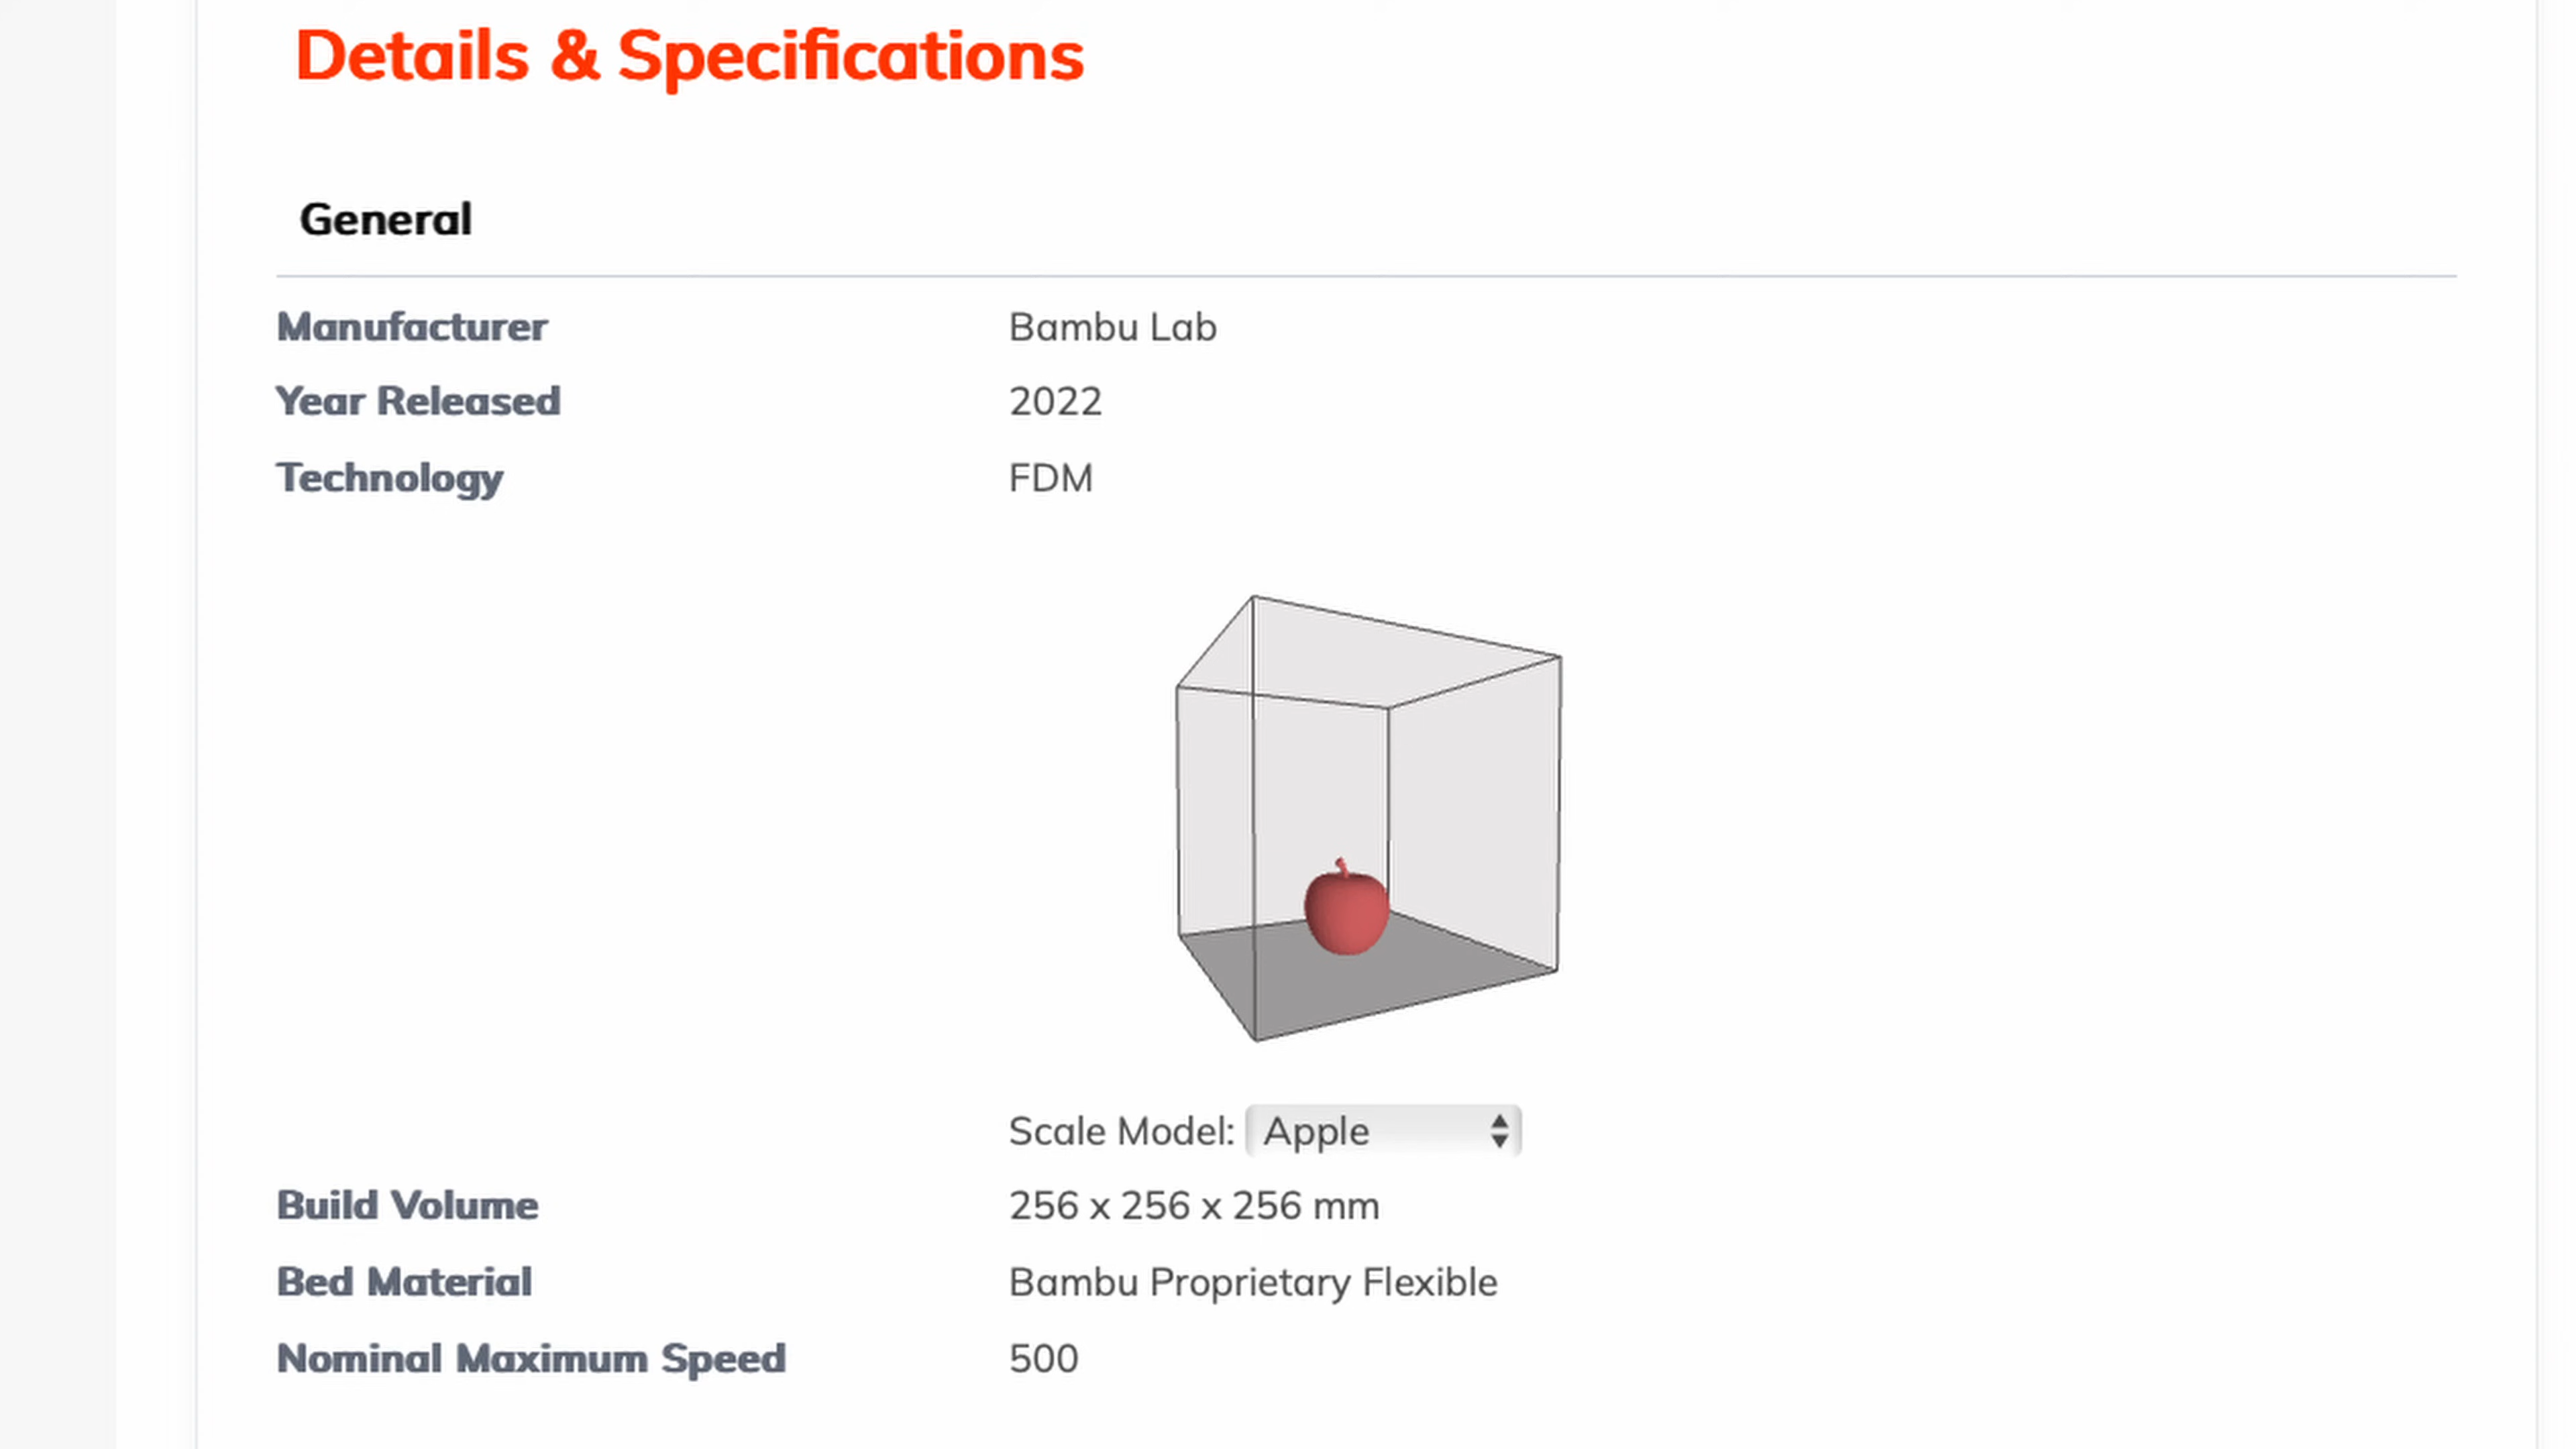 Details & Specifications
General
Manufacturer Bambu Lab
Year Released 2022
Technology FDM
Scale Model: Apple
Build Volume 256 x 256 x 256 mm
Bed Material Bambu Proprietary Flexible
Nominal Maximum Speed 500